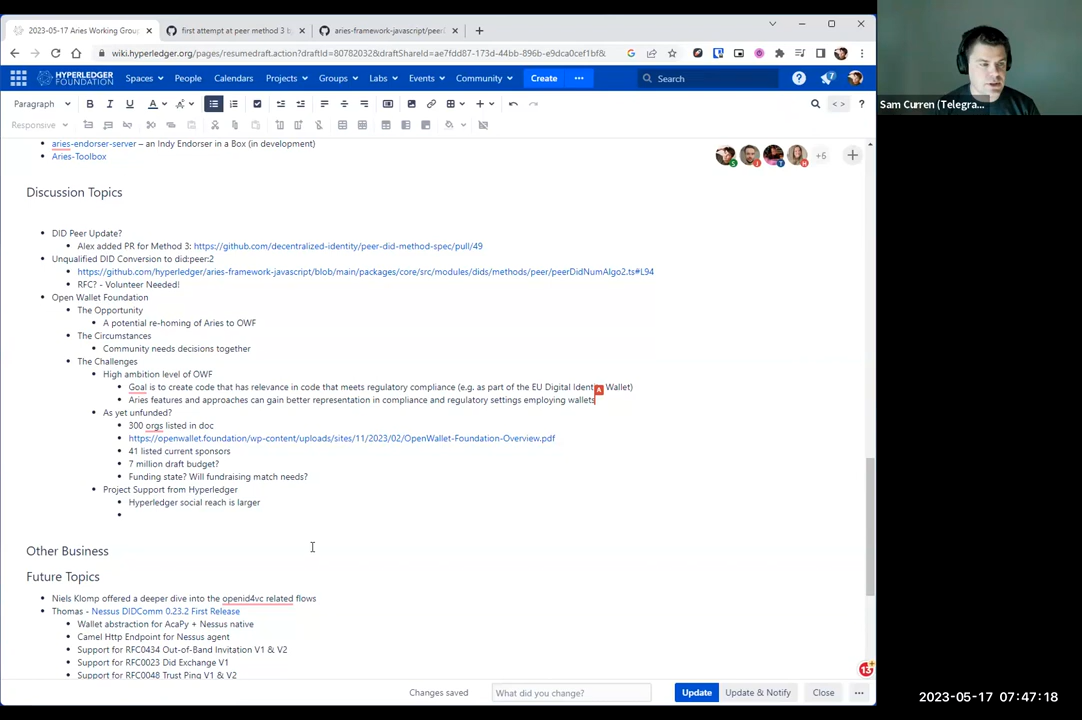 2023-05-17 Aries Working Grou
first attempt at peer method 3 b
aries-framework-javascript/peerD
wiki.hyperledger.org/pages/resumedraft.action?draftId=80782032&draftShareId=ae7fdd87-173d-44bb-896b-e9dca0cef1bf&
HYPERLEDGER FOUNDATION
Spaces
People
Calendars
Projects
Groups
Labs
Events
Community
Create
Search
Sam Curren (Telegra...
Paragraph
Responsive
+6
aries-endorser-server – an Indy Endorser in a Box (in development)
Aries-Toolbox
Discussion Topics
DID Peer Update?
Alex added PR for Method 3: https://github.com/decentralized-identity/peer-did-method-spec/pull/49
Unqualified DID Conversion to did:peer:2
https://github.com/hyperledger/aries-framework-javascript/blob/main/packages/core/src/modules/dids/methods/peer/peerDidNumAlgo2.ts#L94
RFC? - Volunteer Needed!
Open Wallet Foundation
The Opportunity
A potential re-homing of Aries to OWF
The Circumstances
Community needs decisions together
The Challenges
High ambition level of OWF
Goal is to create code that has relevance in code that meets regulatory compliance (e.g. as part of the EU Digital Identi Wallet)
A
Aries features and approaches can gain better representation in compliance and regulatory settings employing wallets
As yet unfunded?
300 orgs listed in doc
https://openwallet.foundation/wp-content/uploads/sites/11/2023/02/OpenWallet-Foundation-Overview.pdf
41 listed current sponsors
7 million draft budget?
Funding state? Will fundraising match needs?
Project Support from Hyperledger
Hyperledger social reach is larger
Other Business
Future Topics
Niels Klomp offered a deeper dive into the openid4vc related flows
Thomas - Nessus DIDComm 0.23.2 First Release
Wallet abstraction for AcaPy + Nessus native
Camel Http Endpoint for Nessus agent
Support for RFC0434 Out-of-Band Invitation V1 & V2
Support for RFC0023 Did Exchange V1
Support for RFC0048 Trust Ping V1 & V2
13
Changes saved
What did you change?
Update
Update & Notify
Close
2023-05-17 07:47:18